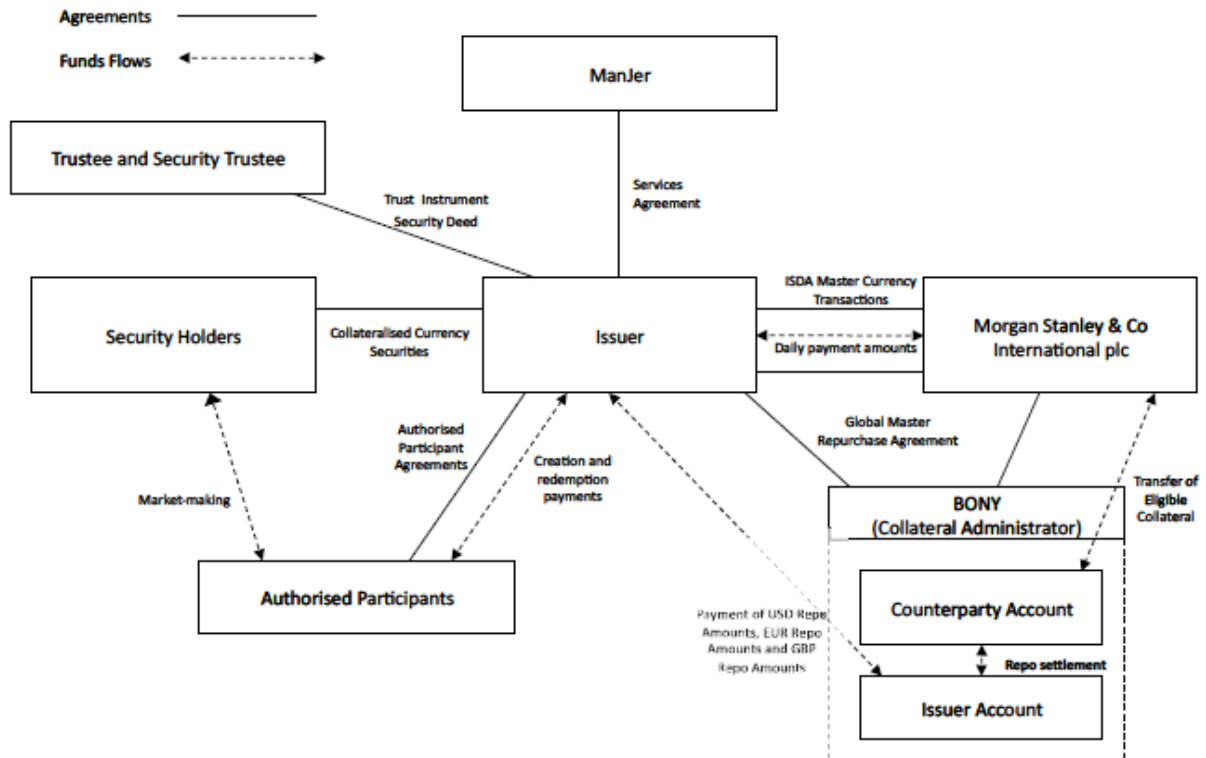 Agreements
Funds Flows
ManJer
Trustee and Security Trustee
Trust Instrument
Security Deed
Services
Agreement
Security Holders
Collateralised Currency
Securities
Issuer
ISDA Master Currency
Transactions
Daily payment amounts
Morgan Stanley & Co
International plc
Authorised
Participant
Agreements
Creation and
redemption
payments
Global Master
Repurchase Agreement
Market-making
Transfer of
Eligible
Collateral
BONY
(Collateral Administrator)
Authorised Participants
Counterparty Account
Payment of USD Repo
Amounts, EUR Repo
Amounts and GBP
Repo Amounts
Repo settlement
Issuer Account